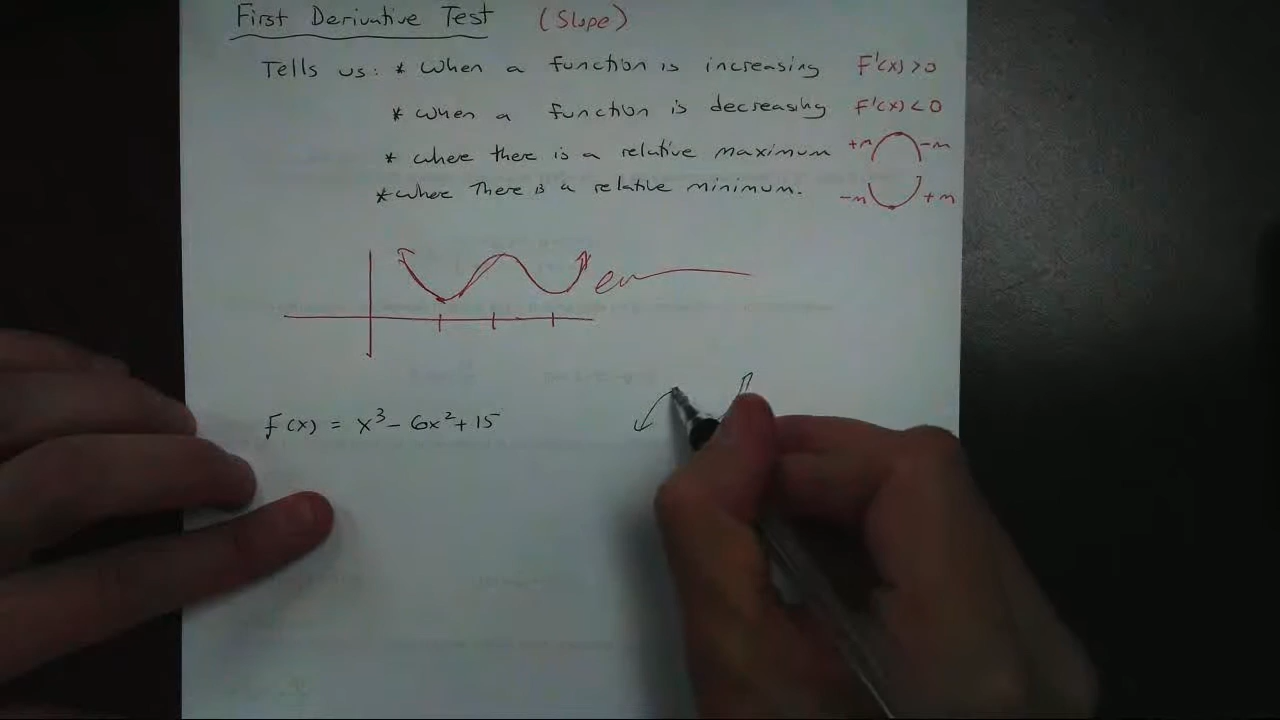 First Derivative Test (Slope)
Tells us: * When a function is increasing F'(x) > 0
* when a function is decreasing F'(x) < 0
* where there is a relative maximum +m -m
* where There is a relative minimum. -m +m
F(x) = x³ - 6x² + 15